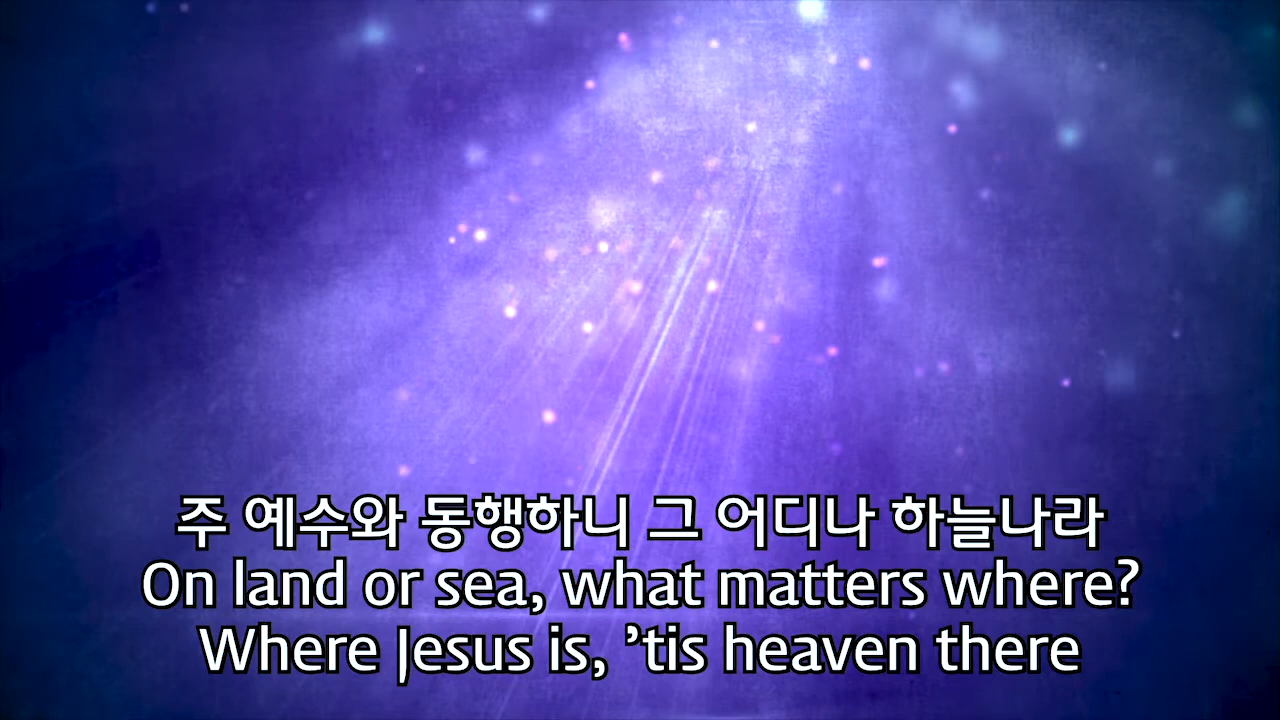 주 예수와 동행하니 그 어디나 하늘나라
On land or sea, what matters where?
Where Jesus is, ’tis heaven there